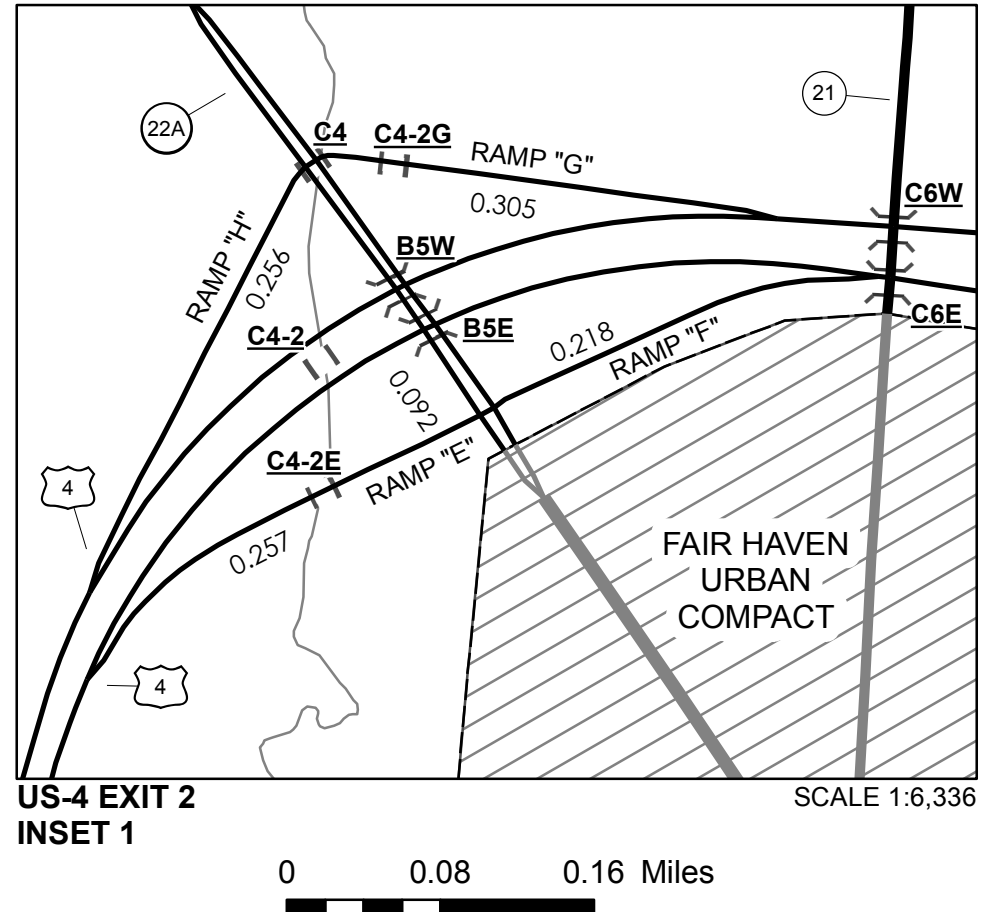 22A
21
C4
C4-2G
RAMP "G"
C6W
0.305
RAMP "H"
0.256
B5W
C6E
C4-2
B5E
0.218
RAMP "F"
0.092
C4-2E
RAMP "E"
4
0.257
FAIR HAVEN
URBAN
COMPACT
4
US-4 EXIT 2
SCALE 1:6,336
INSET 1
0 0.08 0.16 Miles